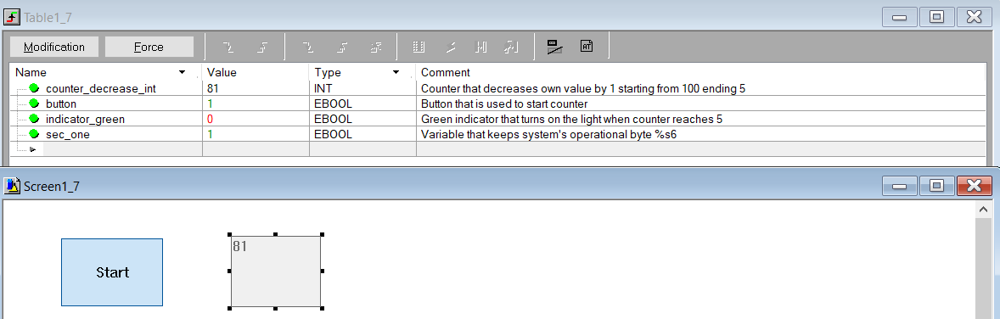 Table1_7
Modification Force
Name Value Type Comment
counter_decrease_int 81 INT Counter that decreases own value by 1 starting from 100 ending 5
button 1 EBOOL Button that is used to start counter
indicator_green 0 EBOOL Green indicator that turns on the light when counter reaches 5
sec_one 1 EBOOL Variable that keeps system's operational byte %s6
Screen1_7
Start 81